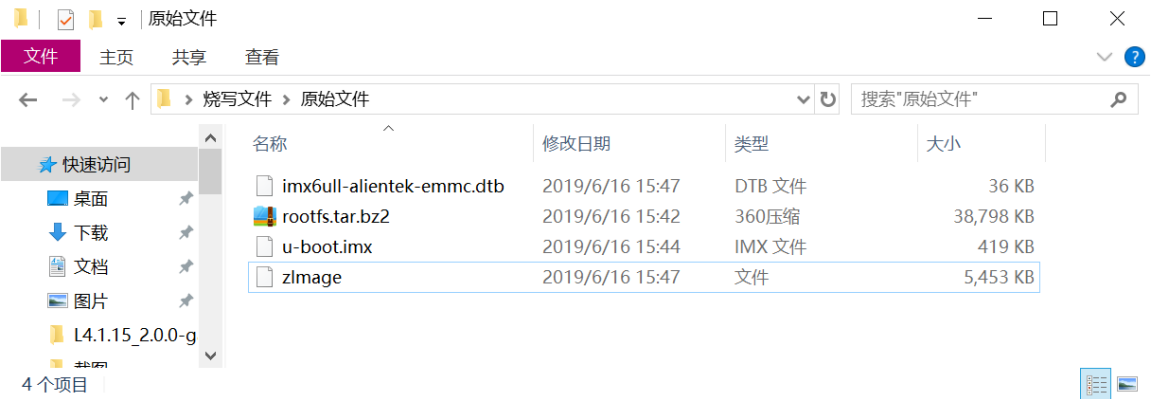 原始文件
文件 主页 共享 查看
烧写文件 原始文件 搜索"原始文件"
名称 修改日期 类型 大小
快速访问
桌面
下载
文档
图片
L4.1.15_2.0.0-g
imx6ull-alientek-emmc.dtb 2019/6/16 15:47 DTB 文件 36 KB
rootfs.tar.bz2 2019/6/16 15:42 360压缩 38,798 KB
u-boot.imx 2019/6/16 15:44 IMX 文件 419 KB
zImage 2019/6/16 15:47 文件 5,453 KB
4 个项目